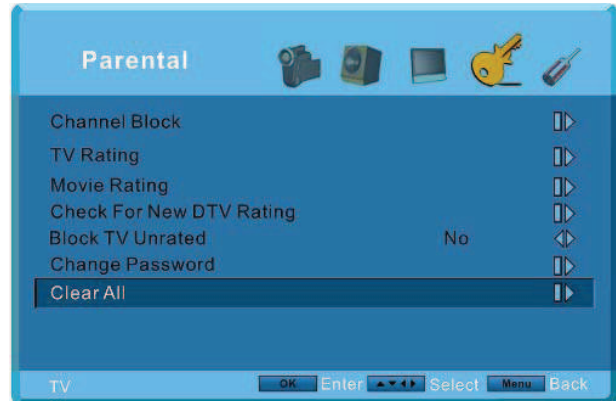 Parental
Channel Block
TV Rating
Movie Rating
Check For New DTV Rating
Block TV Unrated No
Change Password
Clear All
TV OK Enter Select Menu Back